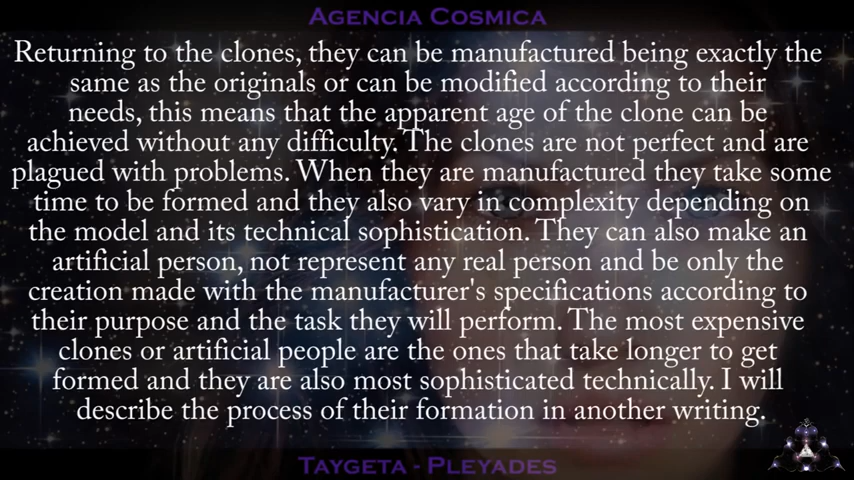 Agencia Cosmica
Returning to the clones, they can be manufactured being exactly the
same as the originals or can be modified according to their
needs, this means that the apparent age of the clone can be
achieved without any difficulty. The clones are not perfect and are
plagued with problems. When they are manufactured they take some
time to be formed and they also vary in complexity depending on
the model and its technical sophistication. They can also make an
artificial person, not represent any real person and be only the
creation made with the manufacturer's specifications according to
their purpose and the task they will perform. The most expensive
clones or artificial people are the ones that take longer to get
formed and they are also most sophisticated technically. I will
describe the process of their formation in another writing.
Taygeta - Pleyades